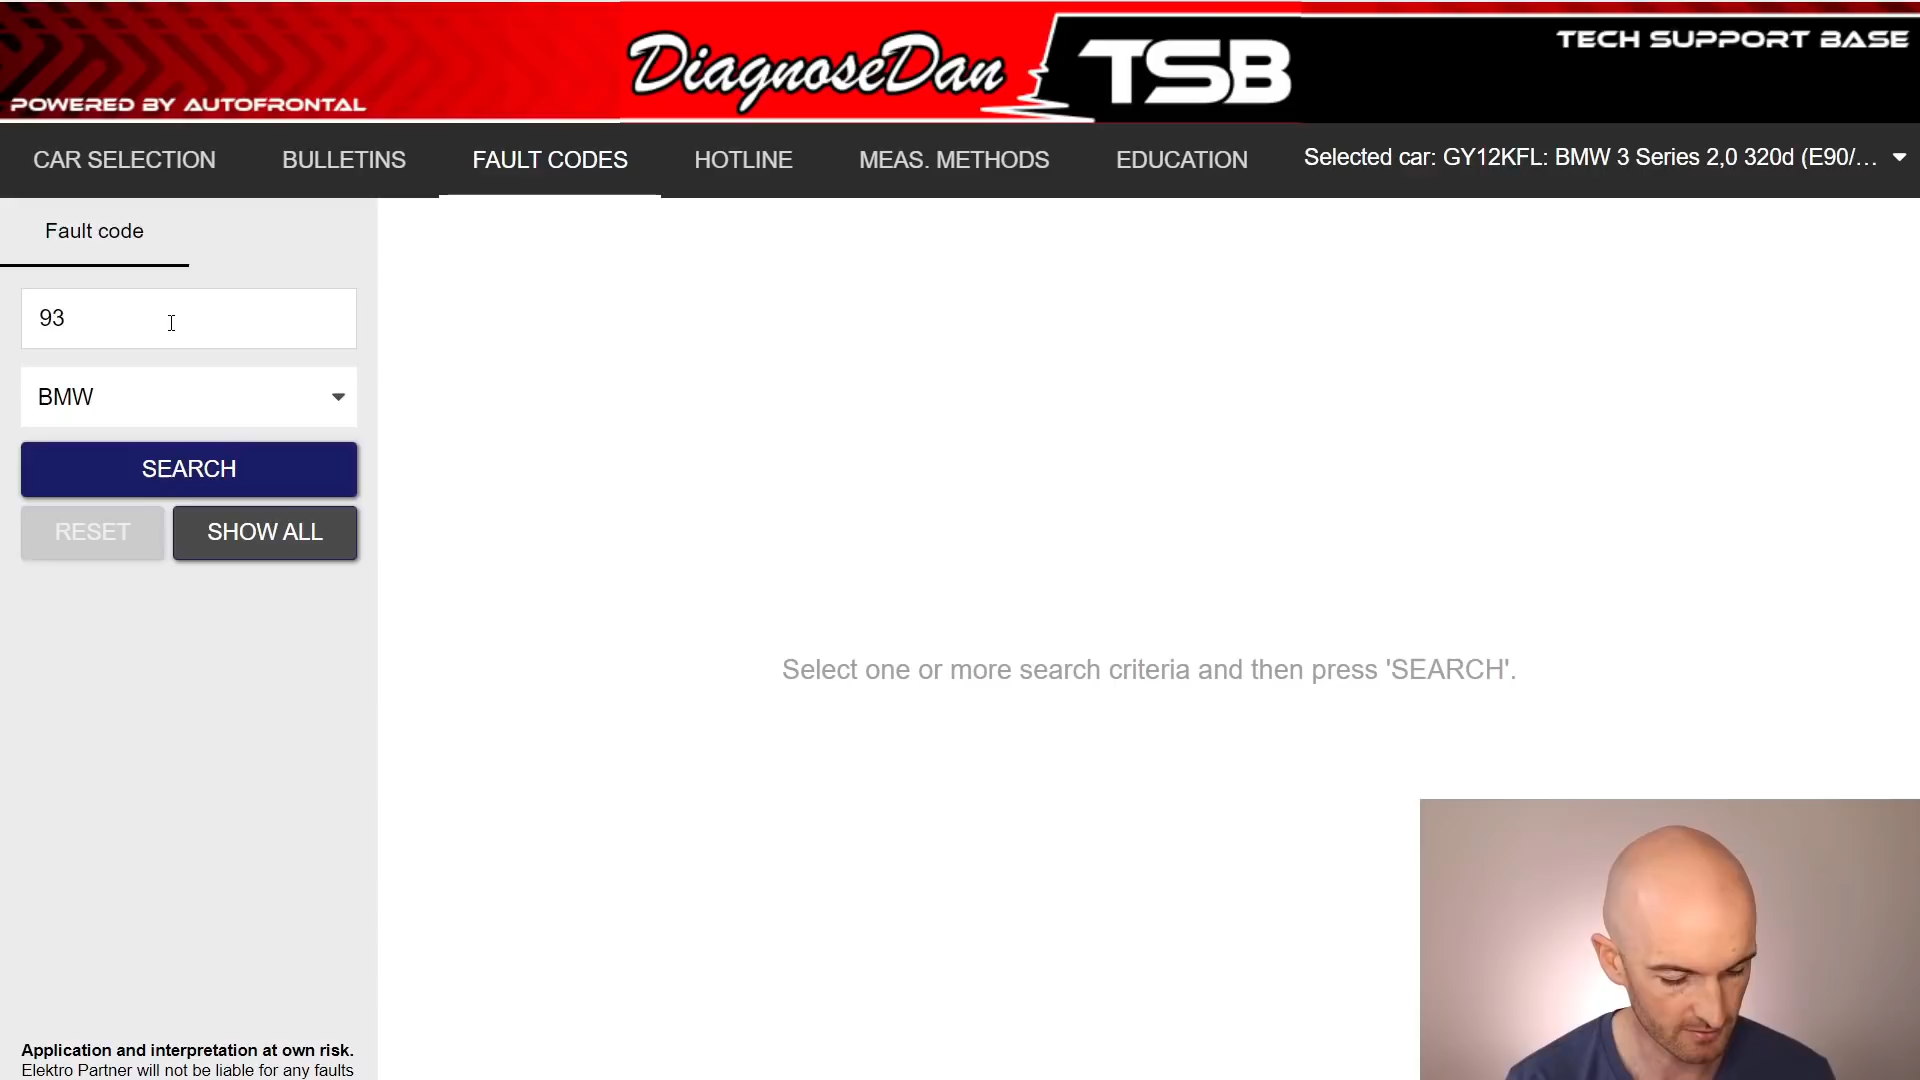 DiagnoseDan TSB
TECH SUPPORT BASE
POWERED BY AUTOFRONTAL
CAR SELECTION BULLETINS FAULT CODES HOTLINE MEAS. METHODS EDUCATION Selected car: GY12KFL: BMW 3 Series 2,0 320d (E90/...
Fault code
93
BMW
SEARCH
RESET SHOW ALL
Select one or more search criteria and then press 'SEARCH'.
Application and interpretation at own risk.
Elektro Partner will not be liable for any faults